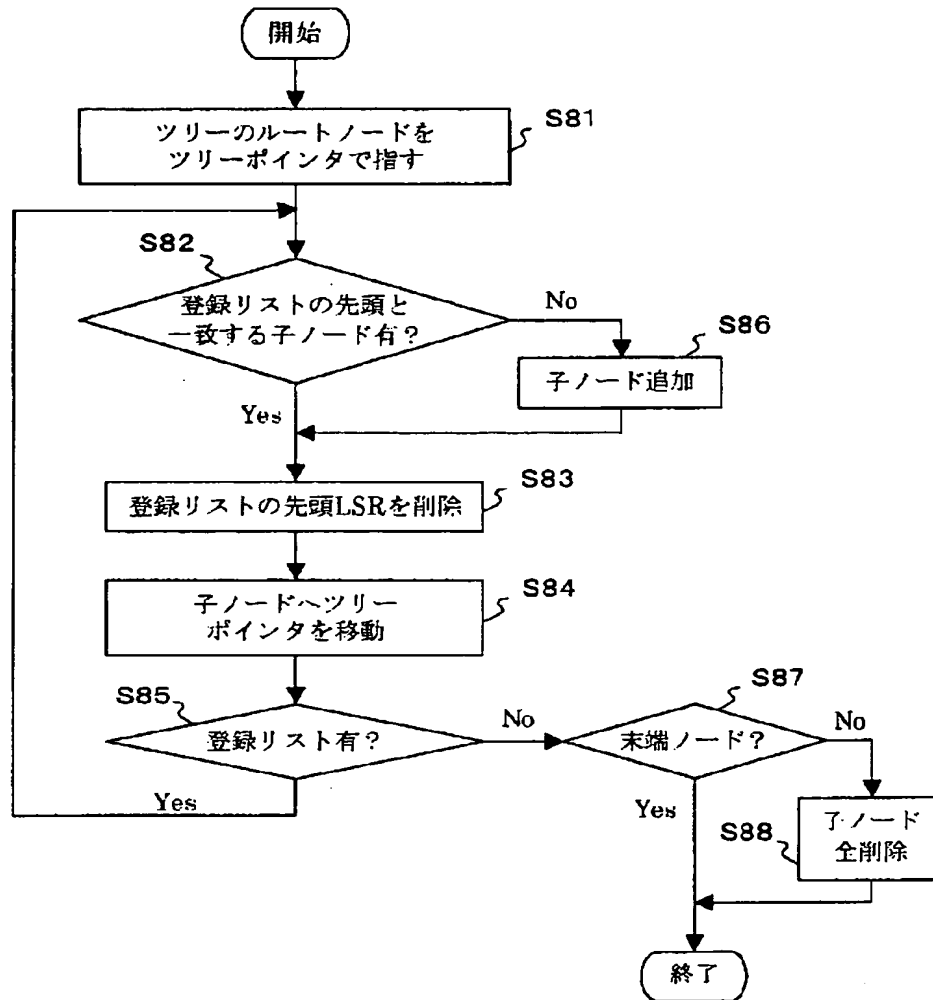 開始
S81
ツリーのルートノードを
ツリーポインタで指す
S82
登録リストの先頭と
一致する子ノード有？
No
S86
子ノード追加
Yes
S83
登録リストの先頭LSRを削除
S84
子ノードへツリー
ポインタを移動
S85
登録リスト有？
No
S87
末端ノード？
No
Yes
Yes
S88
子ノード
全削除
終了